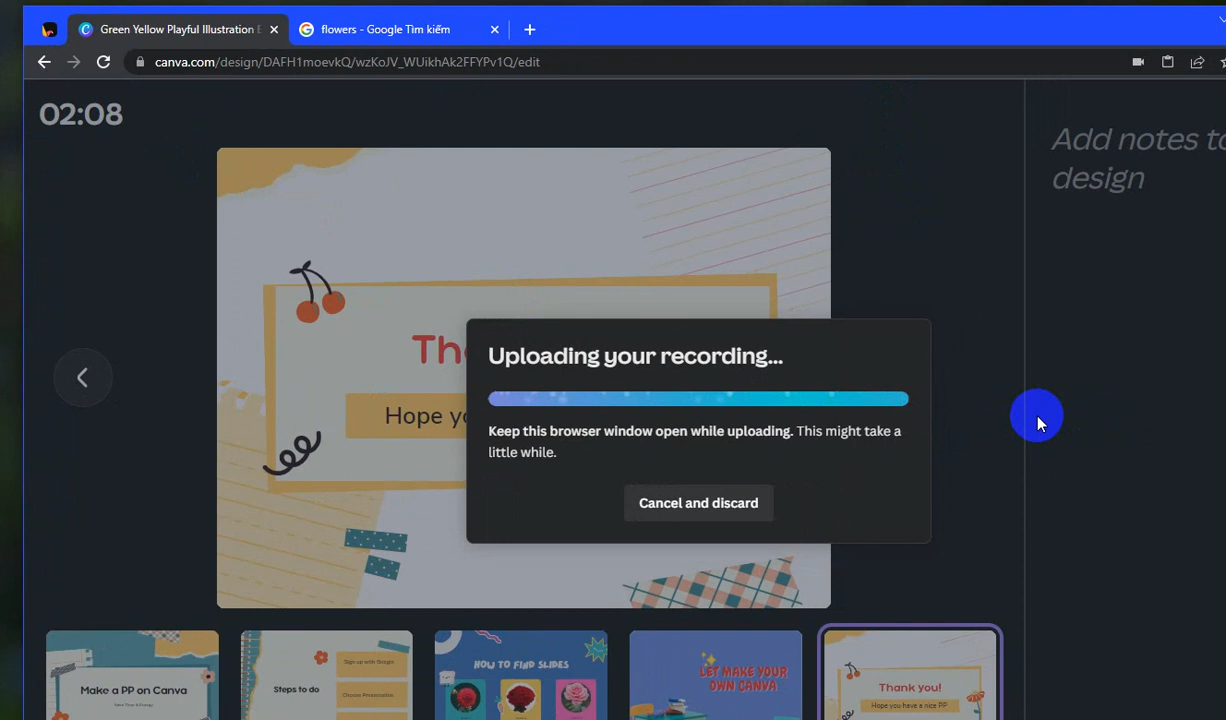 Green Yellow Playful Illustration
flowers - Google Tìm kiếm
canva.com/design/DAFH1moevkQ/wzKoJV_WUikhAk2FFYPv1Q/edit
02:08
Add notes to
design
Uploading your recording...
Keep this browser window open while uploading. This might take a
little while.
Cancel and discard
Hope yo
Make a PP on Canva
Save Time & Energy
Steps to do
Sign up with Google
Choose Presentation
HOW TO FIND SLIDES
LET MAKE YOUR
OWN CANVA
Thank you!
Hope you have a nice PP